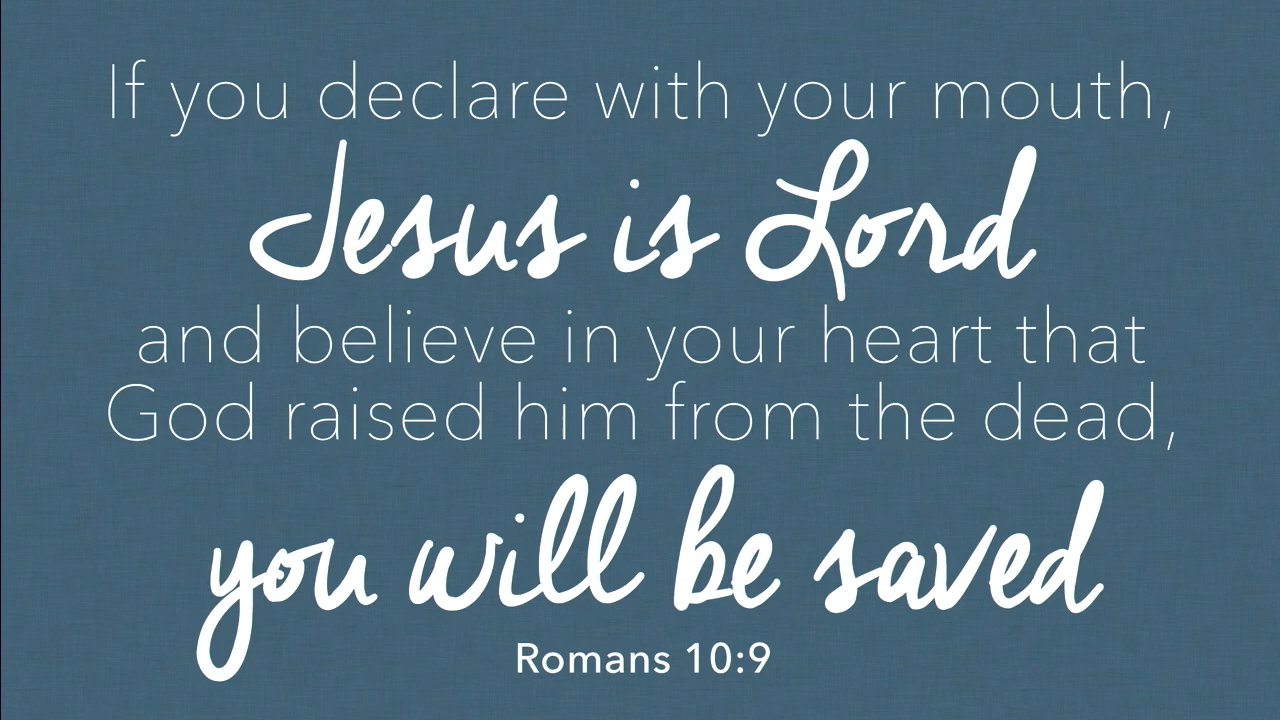 If you declare with your mouth,
Jesus is Lord
and believe in your heart that
God raised him from the dead,
you will be saved
Romans 10:9